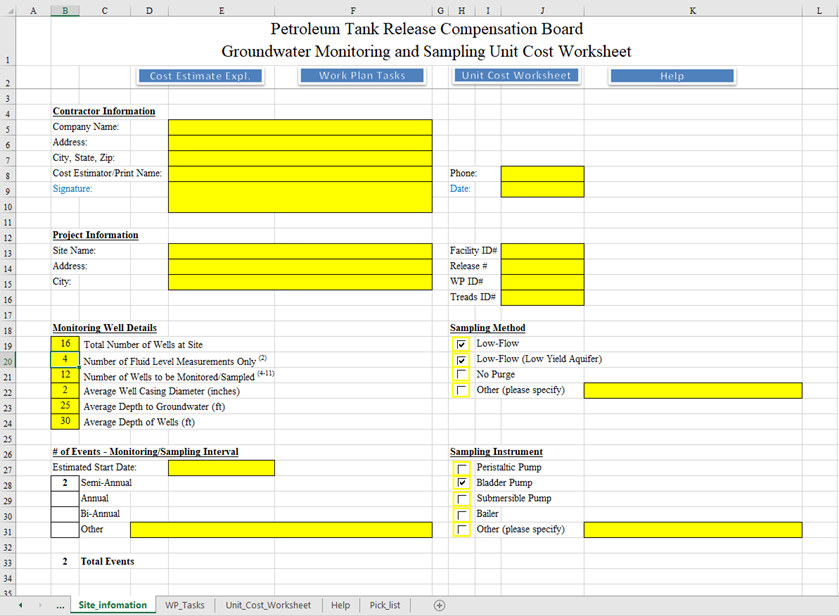 A B C D E F G H I J K L
1 Petroleum Tank Release Compensation Board
Groundwater Monitoring and Sampling Unit Cost Worksheet
2 Cost Estimate Expl. Work Plan Tasks Unit Cost Worksheet Help
3
4 Contractor Information
5 Company Name:
6 Address:
7 City, State, Zip:
8 Cost Estimator/Print Name: Phone:
9 Signature: Date:
10
11
12 Project Information
13 Site Name: Facility ID#
14 Address: Release #
15 City: WP ID#
16 Treads ID#
17
18 Monitoring Well Details Sampling Method
19 16 Total Number of Wells at Site Low-Flow
20 4 Number of Fluid Level Measurements Only (2) Low-Flow (Low Yield Aquifer)
21 12 Number of Wells to be Monitored/Sampled (4-11) No Purge
22 2 Average Well Casing Diameter (inches) Other (please specify)
23 25 Average Depth to Groundwater (ft)
24 30 Average Depth of Wells (ft)
25
26 # of Events - Monitoring/Sampling Interval Sampling Instrument
27 Estimated Start Date: Peristaltic Pump
28 2 Semi-Annual Bladder Pump
29 Annual Submersible Pump
30 Bi-Annual Bailer
31 Other Other (please specify)
32
33 2 Total Events
34
35
... Site_infomation WP_Tasks Unit_Cost_Worksheet Help Pick_list